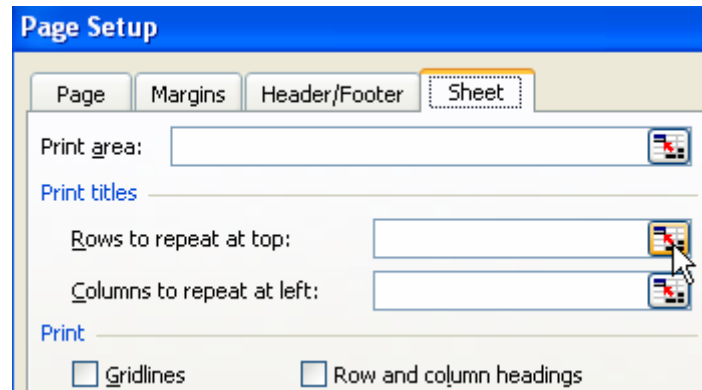 Page Setup
Page Margins Header/Footer Sheet
Print area:
Print titles
Rows to repeat at top:
Columns to repeat at left:
Print
Gridlines Row and column headings